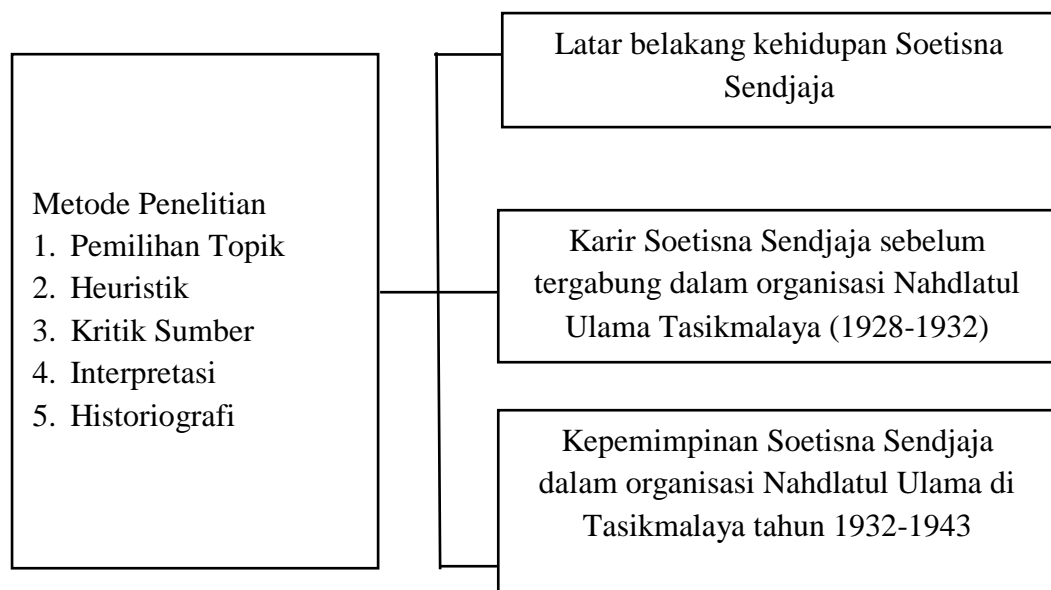 Metode Penelitian
1. Pemilihan Topik
2. Heuristik
3. Kritik Sumber
4. Interpretasi
5. Historiografi
Latar belakang kehidupan Soetisna
Sendjaja
Karir Soetisna Sendjaja sebelum
tergabung dalam organisasi Nahdlatul
Ulama Tasikmalaya (1928-1932)
Kepemimpinan Soetisna Sendjaja
dalam organisasi Nahdlatul Ulama di
Tasikmalaya tahun 1932-1943